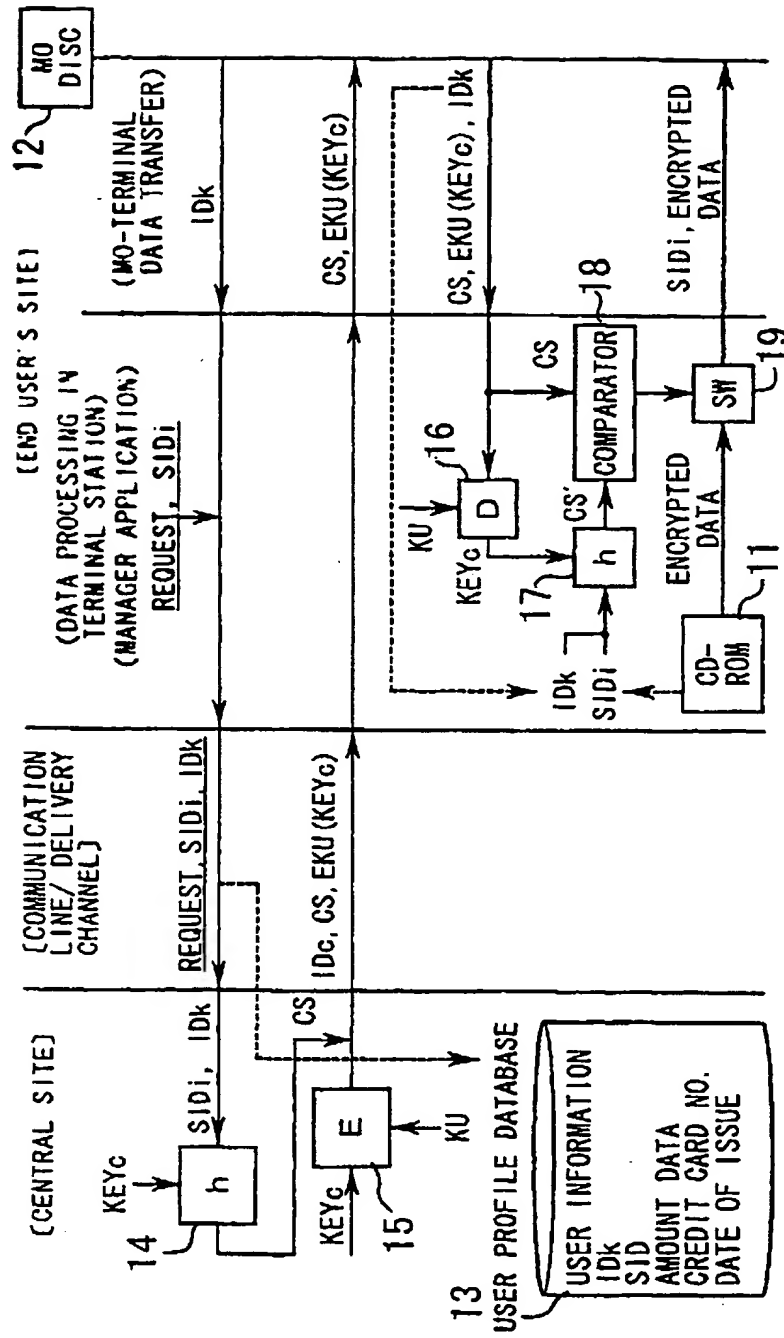 [CENTRAL SITE]
KEYc
h
14
SIDi, IDk
CS
KEYc
E
KU
15
13
USER PROFILE DATABASE
USER INFORMATION
IDk
SID
AMOUNT DATA
CREDIT CARD NO.
DATE OF ISSUE
[COMMUNICATION
LINE/ DELIVERY
CHANNEL]
REQUEST, SIDi, IDk
IDc, CS, EKU(KEYc)
[END USER'S SITE]
(DATA PROCESSING IN
TERMINAL STATION)
(MANAGER APPLICATION)
REQUEST, SIDi
KU
16
D
KEYc
17
h
CS'
CS
18
COMPARATOR
IDk
SIDi
CD-
ROM
11
ENCRYPTED
DATA
SW
19
12
MO
DISC
(MO-TERMINAL
DATA TRANSFER)
IDk
CS, EKU(KEYc)
IDk
CS, EKU(KEYc), IDk
SIDi, ENCRYPTED
DATA